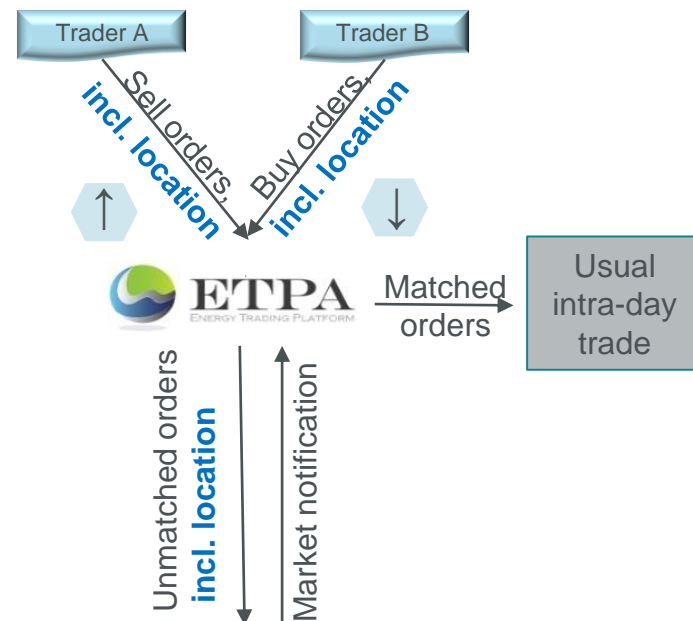 Trader A
Trader B
Sell orders,
incl. location
Buy orders,
incl. location
↑
↓
ETPA
ENERGY TRADING PLATFORM
Matched
orders
Usual
intra-day
trade
Unmatched orders
incl. location
Market notification